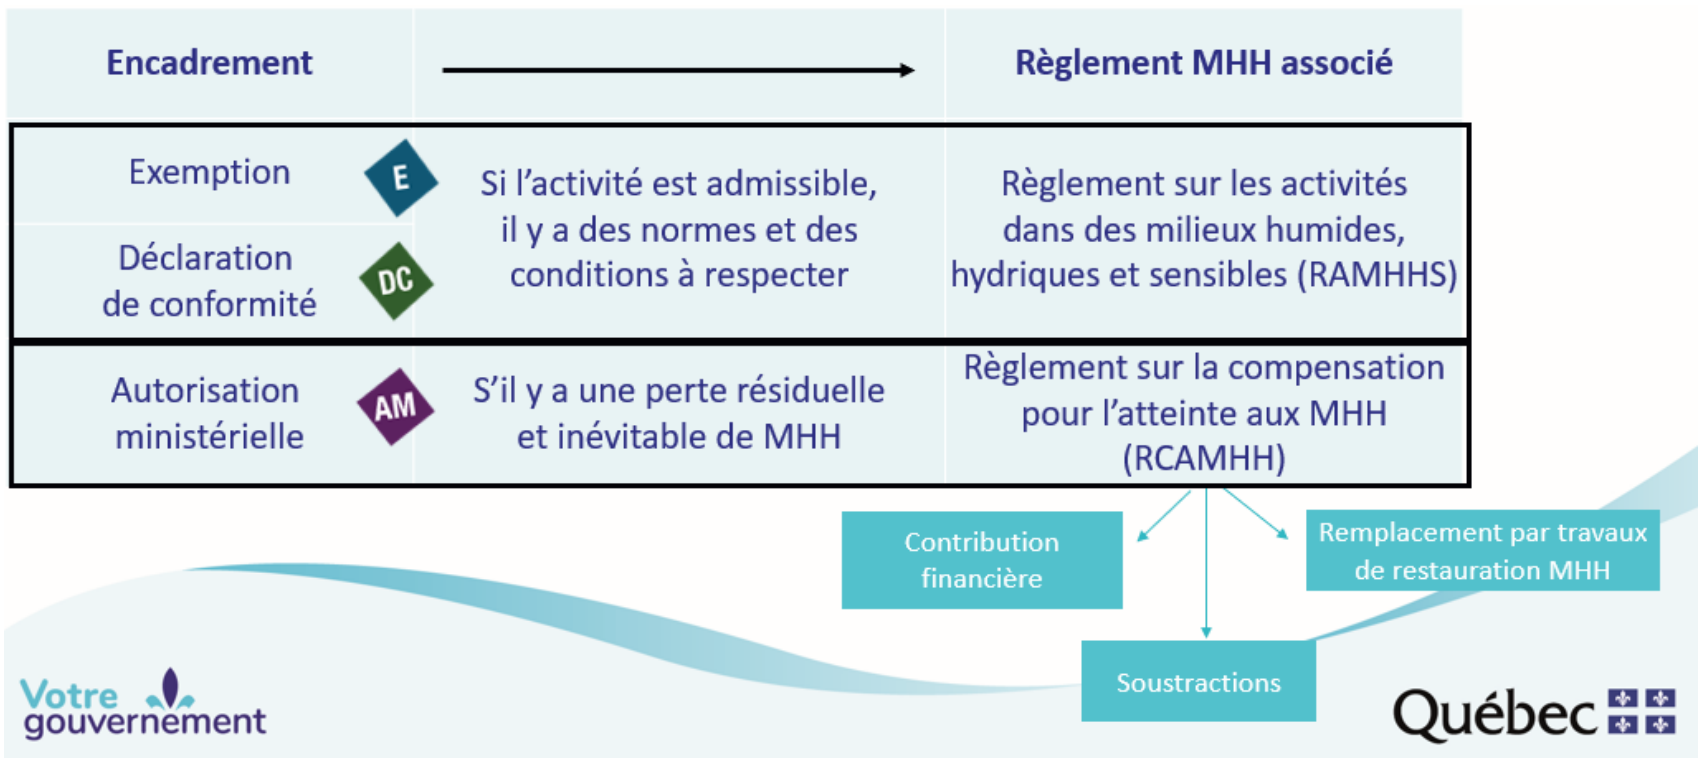 Encadrement
Règlement MHH associé
Exemption
E
Déclaration
de conformité
DC
Si l’activité est admissible,
il y a des normes et des
conditions à respecter
Règlement sur les activités
dans des milieux humides,
hydriques et sensibles (RAMHHS)
Autorisation
ministérielle
AM
S’il y a une perte résiduelle
et inévitable de MHH
Règlement sur la compensation
pour l’atteinte aux MHH
(RCAMHH)
Contribution
financière
Soustractions
Remplacement par travaux
de restauration MHH
Votre
gouvernement
Québec